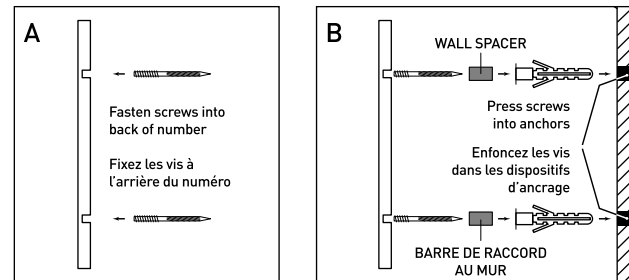 A
Fasten screws into
back of number
Fixez les vis à
l'arrière du numéro
B
WALL SPACER
Press screws
into anchors
Enfoncez les vis
dans les dispositifs
d'ancrage
BARRE DE RACCORD
AU MUR